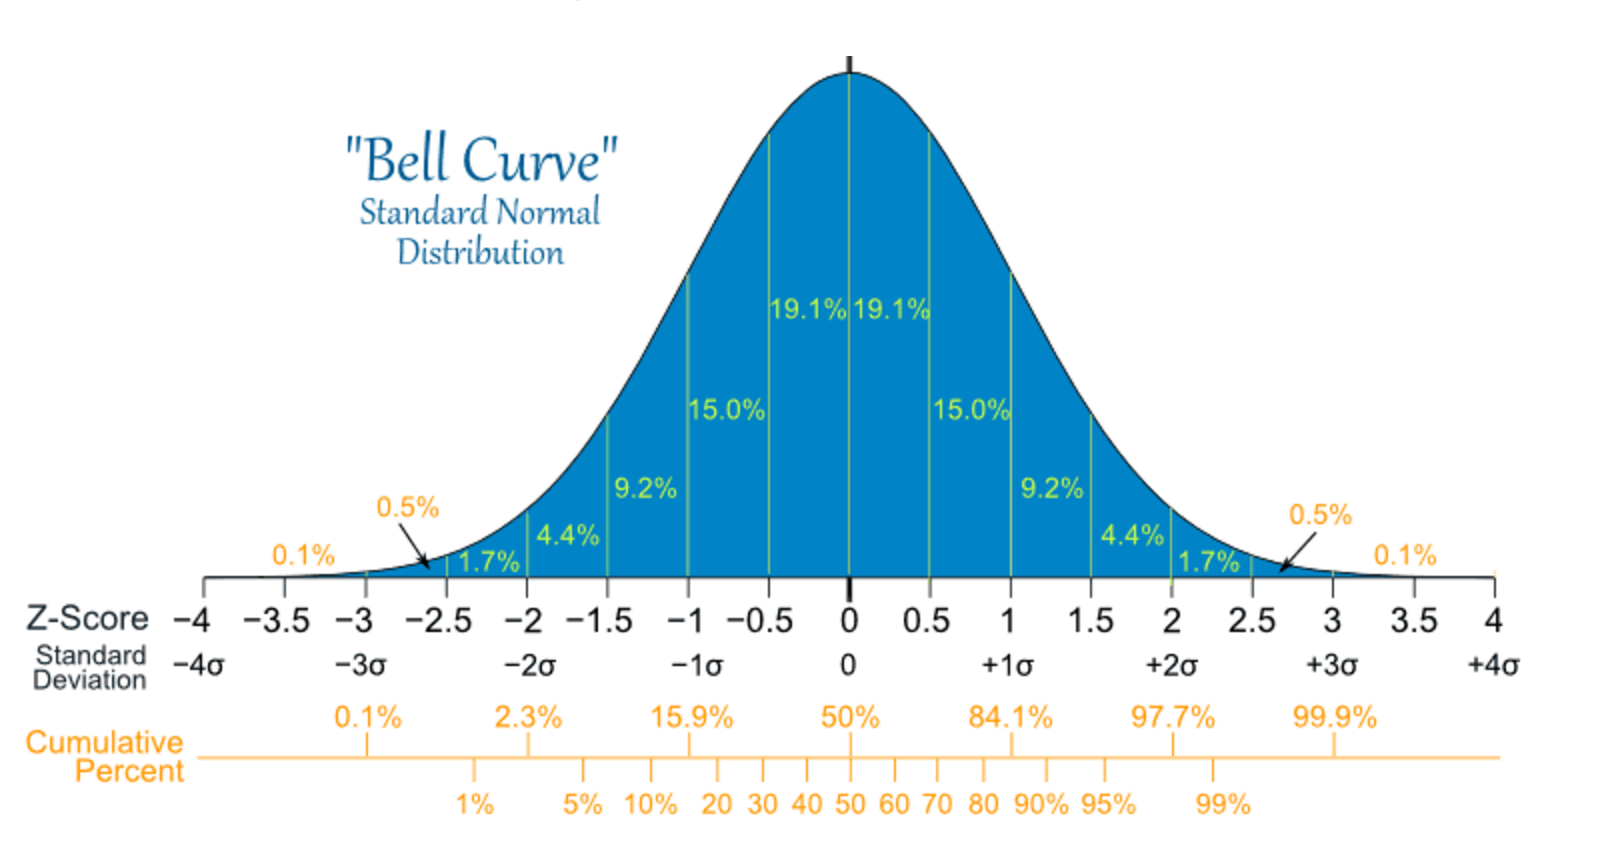 "Bell Curve"
Standard Normal
Distribution
19.1% 19.1%
15.0% 15.0%
9.2% 9.2%
0.5% 0.5%
4.4% 4.4%
0.1% 1.7% 1.7% 0.1%
Z-Score −4 −3.5 −3 −2.5 −2 −1.5 −1 −0.5 0 0.5 1 1.5 2 2.5 3 3.5 4
Standard
Deviation −4σ −3σ −2σ −1σ 0 +1σ +2σ +3σ +4σ
0.1% 2.3% 15.9% 50% 84.1% 97.7% 99.9%
Cumulative
Percent
1% 5% 10% 20 30 40 50 60 70 80 90% 95% 99%